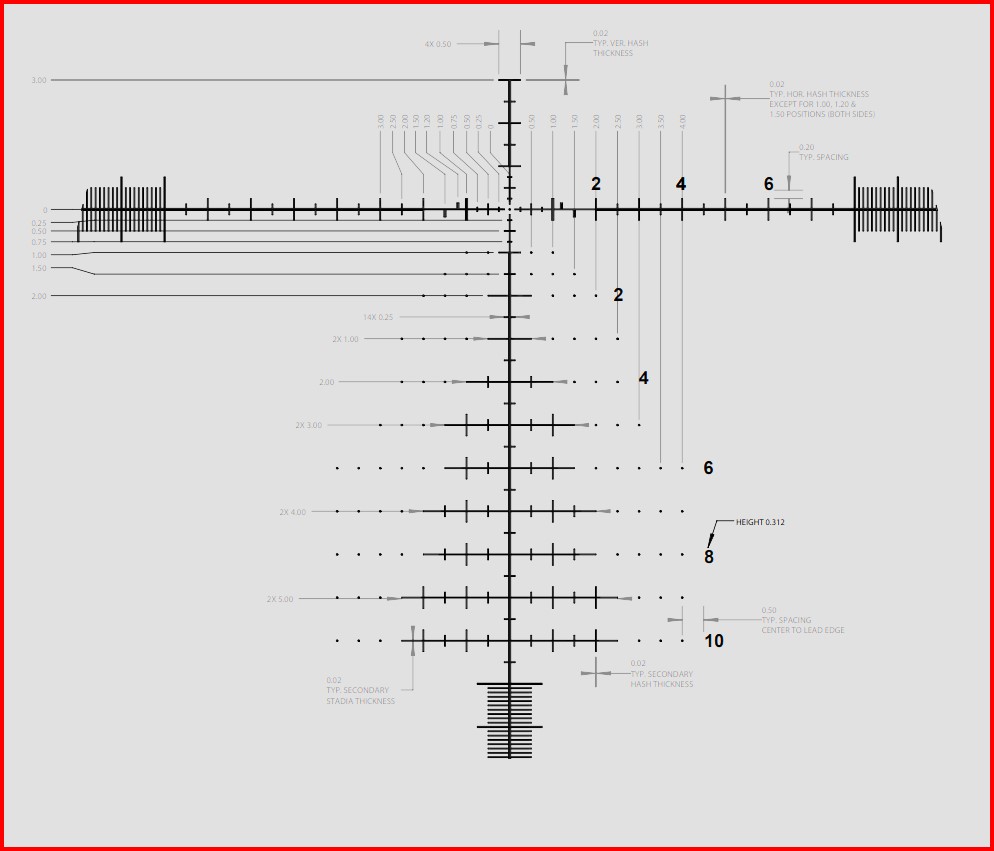 4X 0.50
0.02
TYP. VER. HASH
THICKNESS
3.00
0.02
TYP. HOR. HASH THICKNESS
EXCEPT FOR 1.00, 1.20 &
1.50 POSITIONS (BOTH SIDES)
3.00 2.50 2.00 1.50 1.20 1.00 0.75 0.50 0.25 0 0.50 1.00 1.50 2.00 2.50 3.00 3.50 4.00
0.20
TYP. SPACING
2 4 6
0
0.25
0.50
0.75
1.00
1.50
2.00 2
14X 0.25
2X 1.00
2.00 4
2X 3.00
6
2X 4.00
HEIGHT 0.312
8
2X 5.00
0.50
TYP. SPACING
CENTER TO LEAD EDGE
10
0.02
TYP. SECONDARY
HASH THICKNESS
0.02
TYP. SECONDARY
STADIA THICKNESS